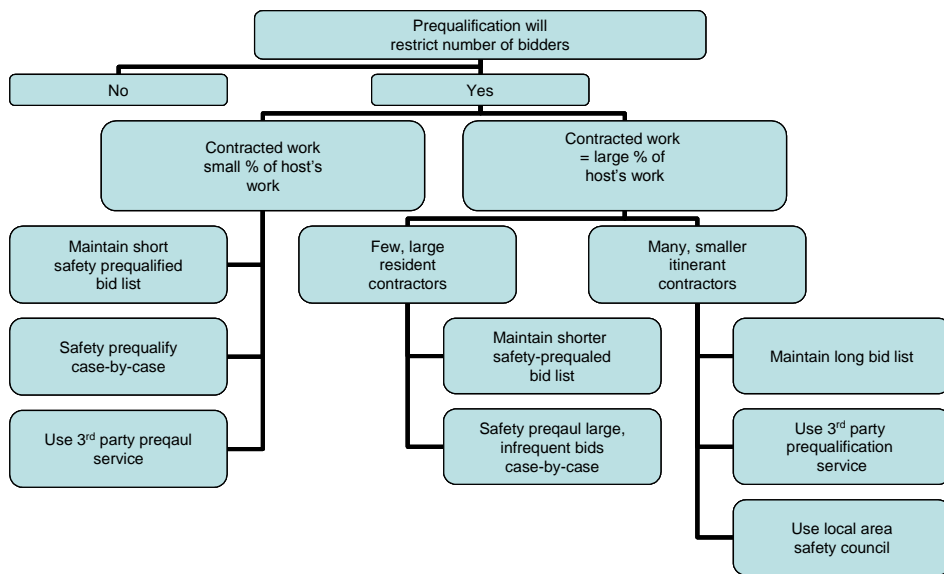 Prequalification will
restrict number of bidders
No
Yes
Contracted work
small % of host's
work
Contracted work
= large % of
host's work
Maintain short
safety prequalified
bid list
Few, large
resident
contractors
Many, smaller
itinerant
contractors
Safety prequalify
case-by-case
Maintain shorter
safety-prequaled
bid list
Maintain long bid list
Use 3rd party preqaul
service
Safety preqaul large,
infrequent bids
case-by-case
Use 3rd party
prequalification
service
Use local area
safety council